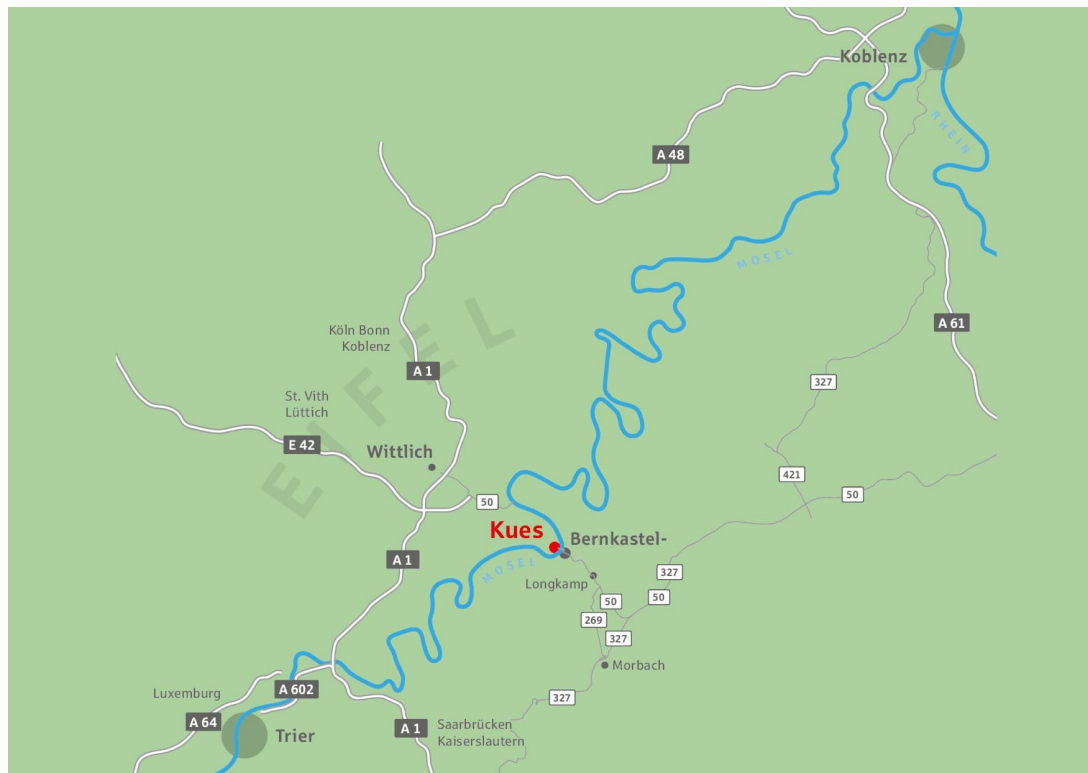 Koblenz
RHEIN
A 48
MOSEL
A 61
Köln Bonn
Koblenz
EIFEL
A 1
327
St. Vith
Lüttich
E 42
Wittlich
421
50
50
Kues
Bernkastel-
A 1
MOSEL
Longkamp
327
50
50
269
327
Morbach
Luxemburg
A 602
327
A 64
Trier
A 1
Saarbrücken
Kaiserslautern